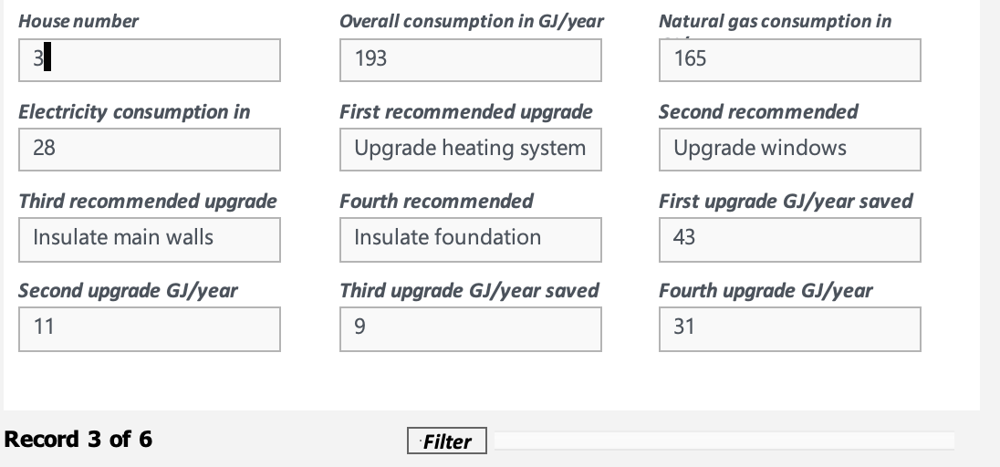 House number Overall consumption in GJ/year Natural gas consumption in
3 193 165
Electricity consumption in First recommended upgrade Second recommended
28 Upgrade heating system Upgrade windows
Third recommended upgrade Fourth recommended First upgrade GJ/year saved
Insulate main walls Insulate foundation 43
Second upgrade GJ/year Third upgrade GJ/year saved Fourth upgrade GJ/year
11 9 31
Record 3 of 6 Filter